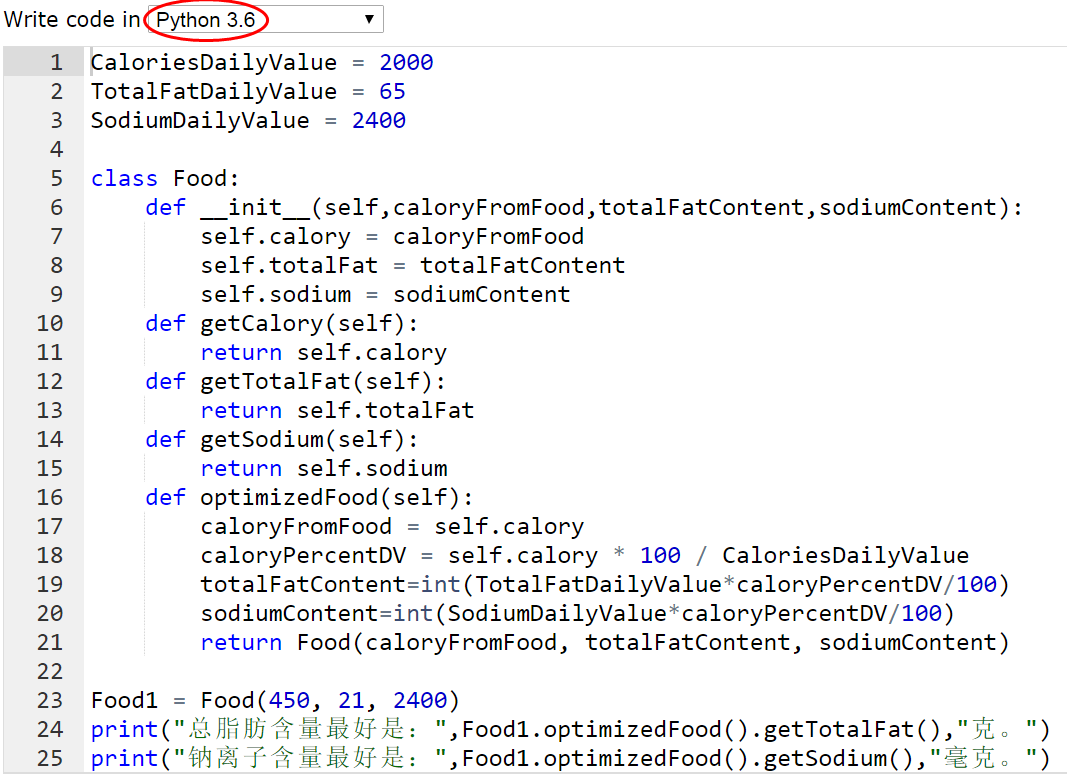 Write code in Python 3.6 ▼
1 CaloriesDailyValue = 2000
2 TotalFatDailyValue = 65
3 SodiumDailyValue = 2400
4
5 class Food:
6     def __init__(self,caloryFromFood,totalFatContent,sodiumContent):
7         self.calory = caloryFromFood
8         self.totalFat = totalFatContent
9         self.sodium = sodiumContent
10     def getCalory(self):
11         return self.calory
12     def getTotalFat(self):
13         return self.totalFat
14     def getSodium(self):
15         return self.sodium
16     def optimizedFood(self):
17         caloryFromFood = self.calory
18         caloryPercentDV = self.calory * 100 / CaloriesDailyValue
19         totalFatContent=int(TotalFatDailyValue*caloryPercentDV/100)
20         sodiumContent=int(SodiumDailyValue*caloryPercentDV/100)
21         return Food(caloryFromFood, totalFatContent, sodiumContent)
22
23 Food1 = Food(450, 21, 2400)
24 print("总脂肪含量最好是：",Food1.optimizedFood().getTotalFat(),"克。")
25 print("钠离子含量最好是：",Food1.optimizedFood().getSodium(),"毫克。")